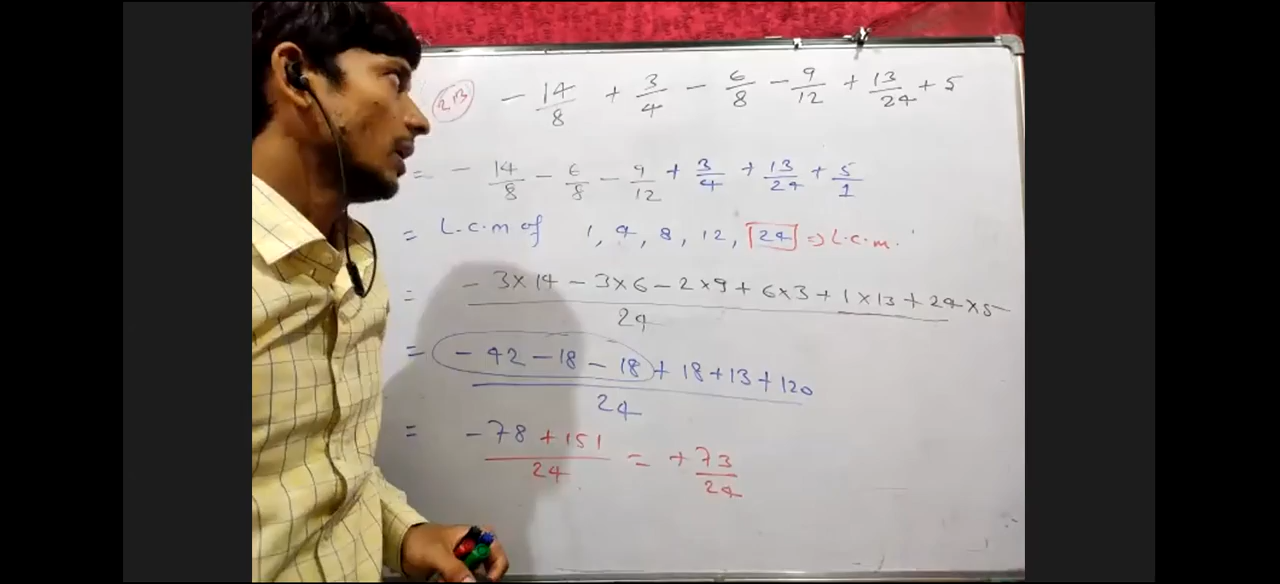 213 - 14/8 + 3/4 - 6/8 - 9/12 + 13/24 + 5
= - 14/8 - 6/8 - 9/12 + 3/4 + 13/24 + 5/1
= L.C.M of 1, 4, 8, 12, 24 ⇒ L.C.M.
= - 3×14 - 3×6 - 2×9 + 6×3 + 1×13 + 24×5 / 24
= - 42 - 18 - 18 + 18 + 13 + 120 / 24
= -78 + 151 / 24 = + 73/24